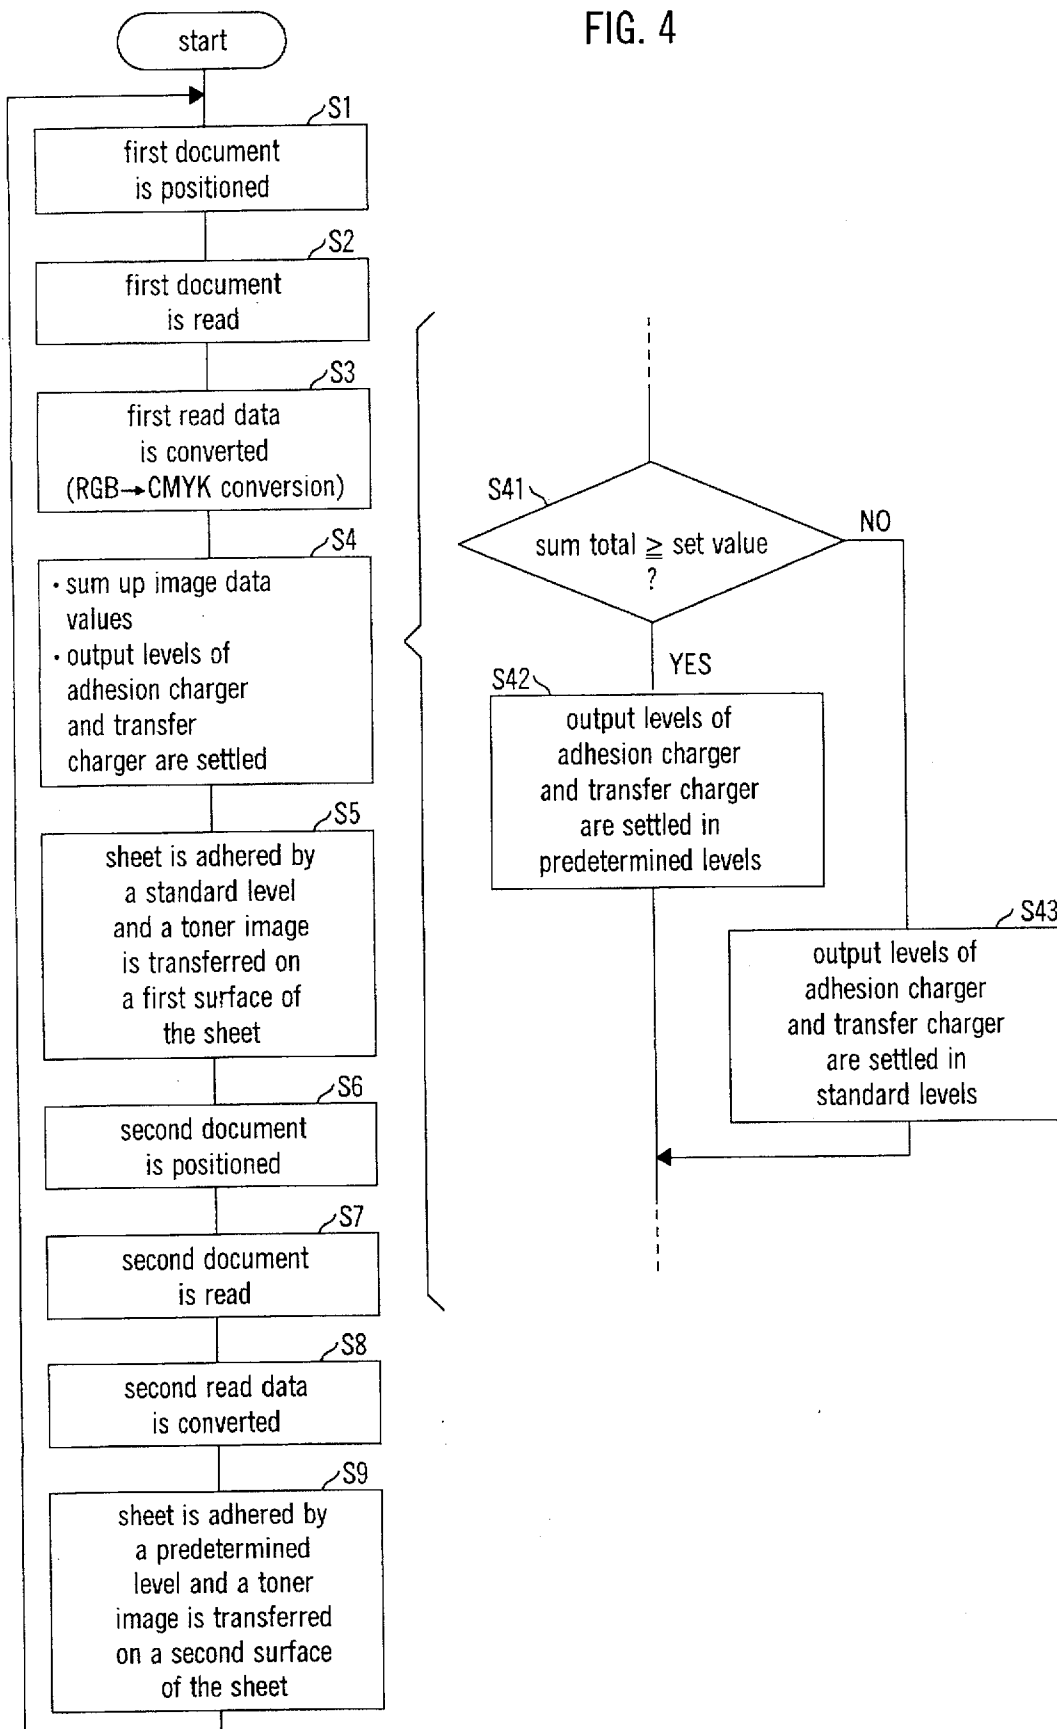 FIG. 4
start
S1
first document
is positioned
S2
first document
is read
S3
first read data
is converted
(RGB→CMYK conversion)
S4
· sum up image data
values
· output levels of
adhesion charger
and transfer
charger are settled
S5
sheet is adhered by
a standard level
and a toner image
is transferred on
a first surface of
the sheet
S6
second document
is positioned
S7
second document
is read
S8
second read data
is converted
S9
sheet is adhered by
a predetermined
level and a toner
image is transferred
on a second surface
of the sheet
S41
sum total ≧ set value
?
NO
YES
S42
output levels of
adhesion charger
and transfer charger
are settled in
predetermined levels
S43
output levels of
adhesion charger
and transfer charger
are settled in
standard levels